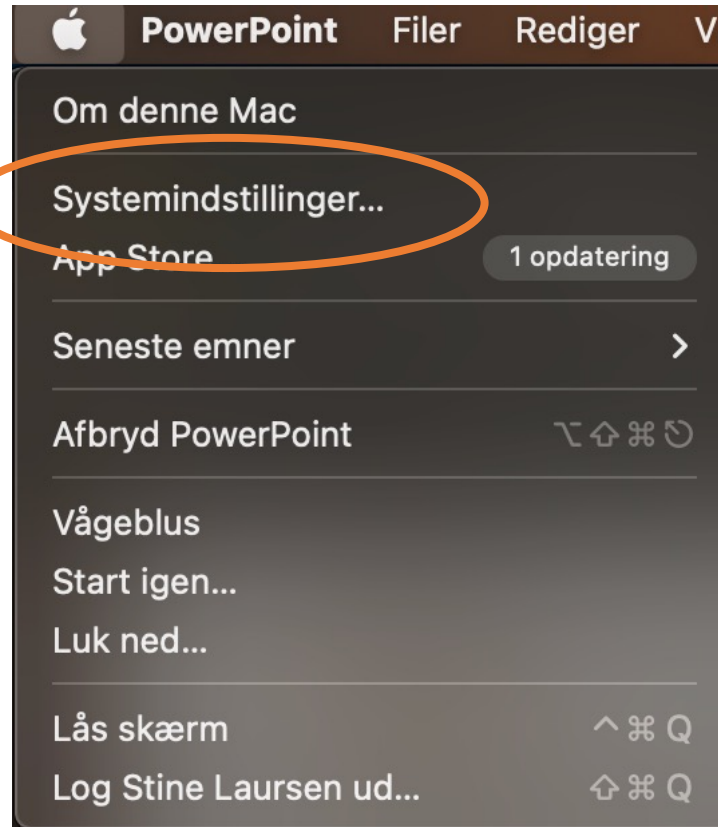 PowerPoint Filer Rediger V
Om denne Mac
Systemindstillinger...
App Store 1 opdatering
Seneste emner
Afbryd PowerPoint ⌥⇧⌘⎋
Vågeblus
Start igen...
Luk ned...
Lås skærm ^⌘Q
Log Stine Laursen ud... ⇧⌘Q